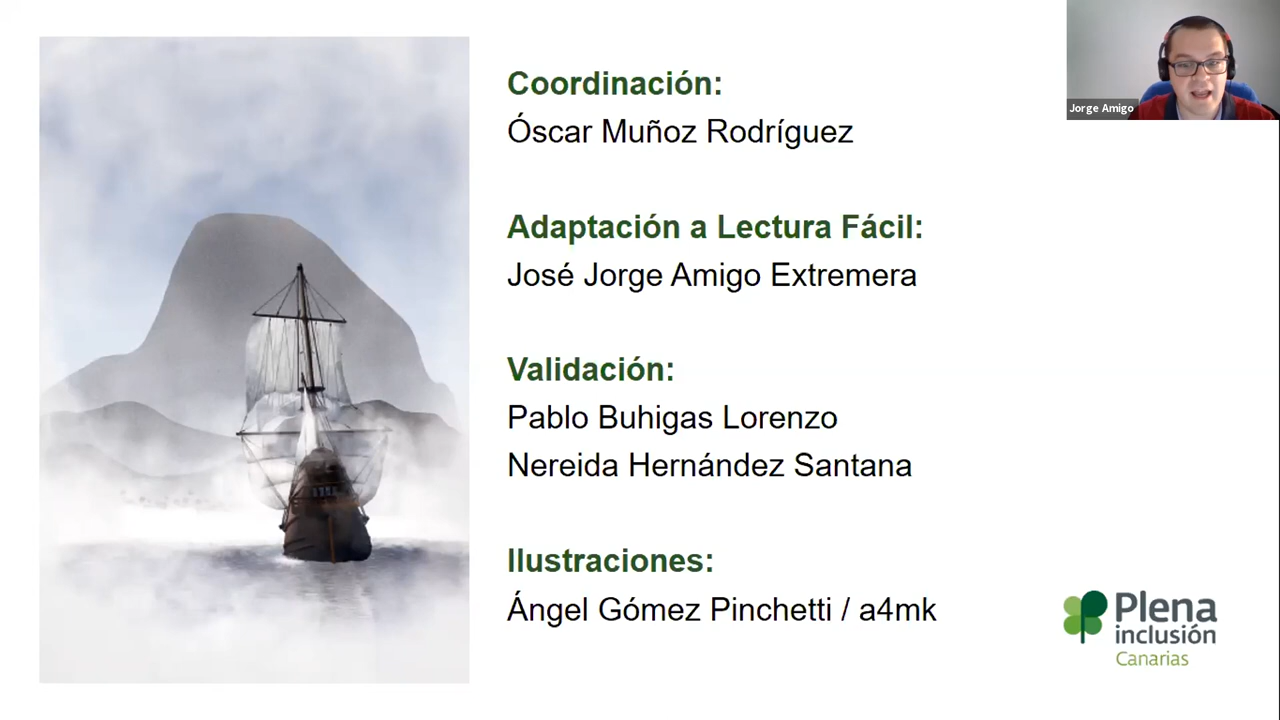 Coordinación:
Óscar Muñoz Rodríguez
Adaptación a Lectura Fácil:
José Jorge Amigo Extremera
Validación:
Pablo Buhigas Lorenzo
Nereida Hernández Santana
Ilustraciones:
Ángel Gómez Pinchetti / a4mk
Jorge Amigo
Plena
inclusión
Canarias